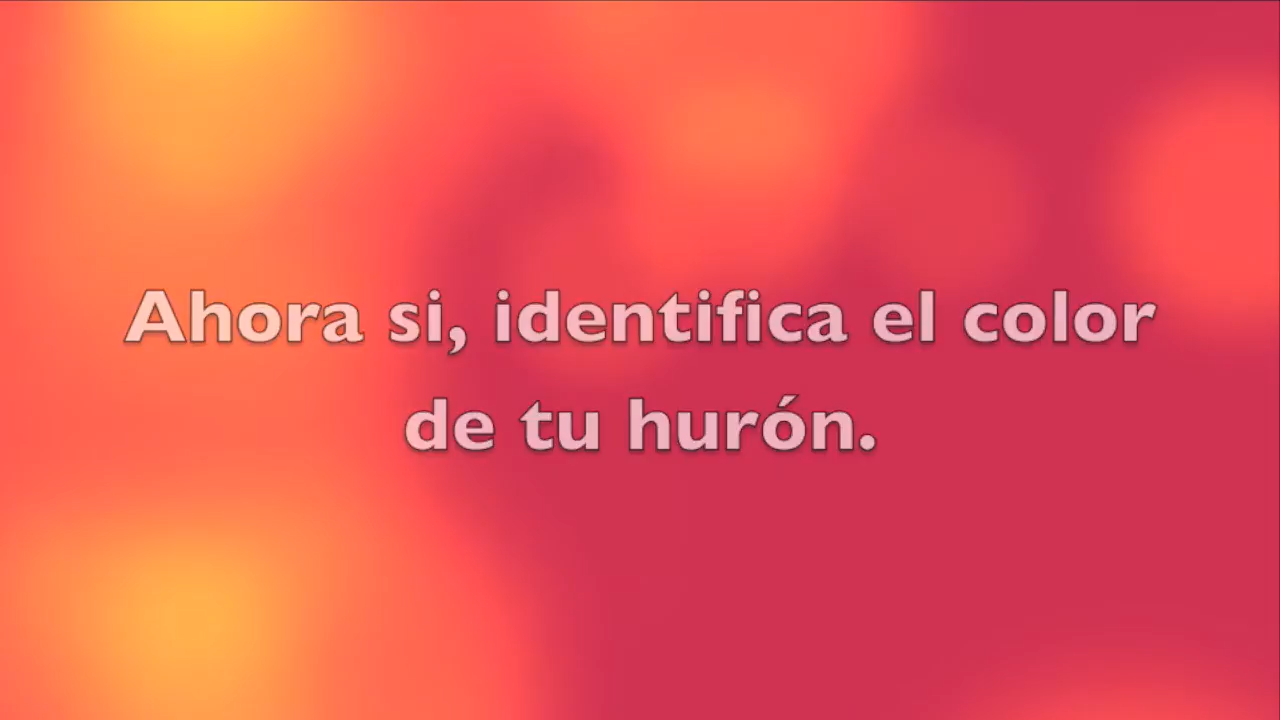 Ahora si, identifica el color
de tu hurón.